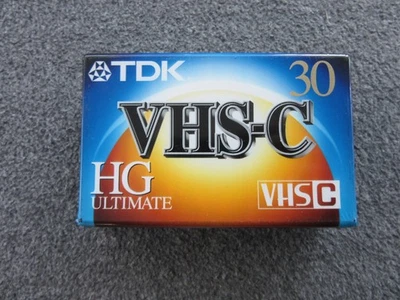 TDK 30
VHS-C
HG
ULTIMATE
VHS C